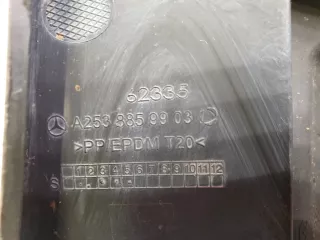 62335
A253 885 99 03
>PP/EPDM T20<
1 2 3 4 5 6 7 8 9 10 11 12
S